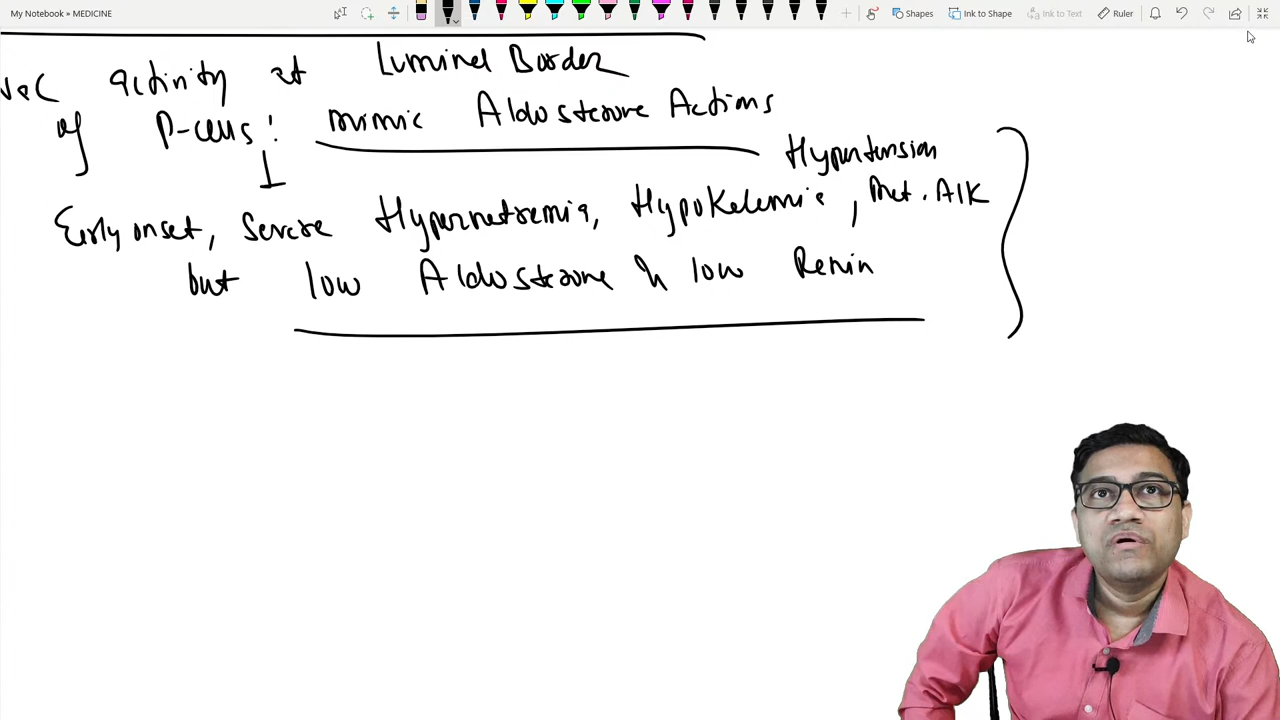 My Notebook » MEDICINE
Shapes
Ink to Shape
Ink to Text
Ruler
activity at Luminal Border
of P-cells : mimic Aldosterone Actions
Hypertension
Early onset, Severe Hypernatremia, Hypokalemia, Met. Alk
but low Aldosterone & low Renin